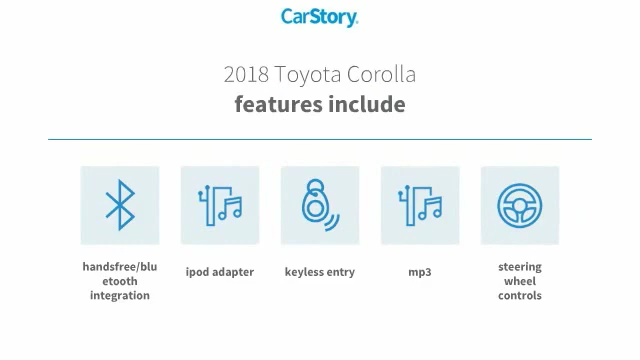 CarStory.
2018 Toyota Corolla
features include
handsfree/blu
etooth
integration
ipod adapter
keyless entry
mp3
steering
wheel
controls